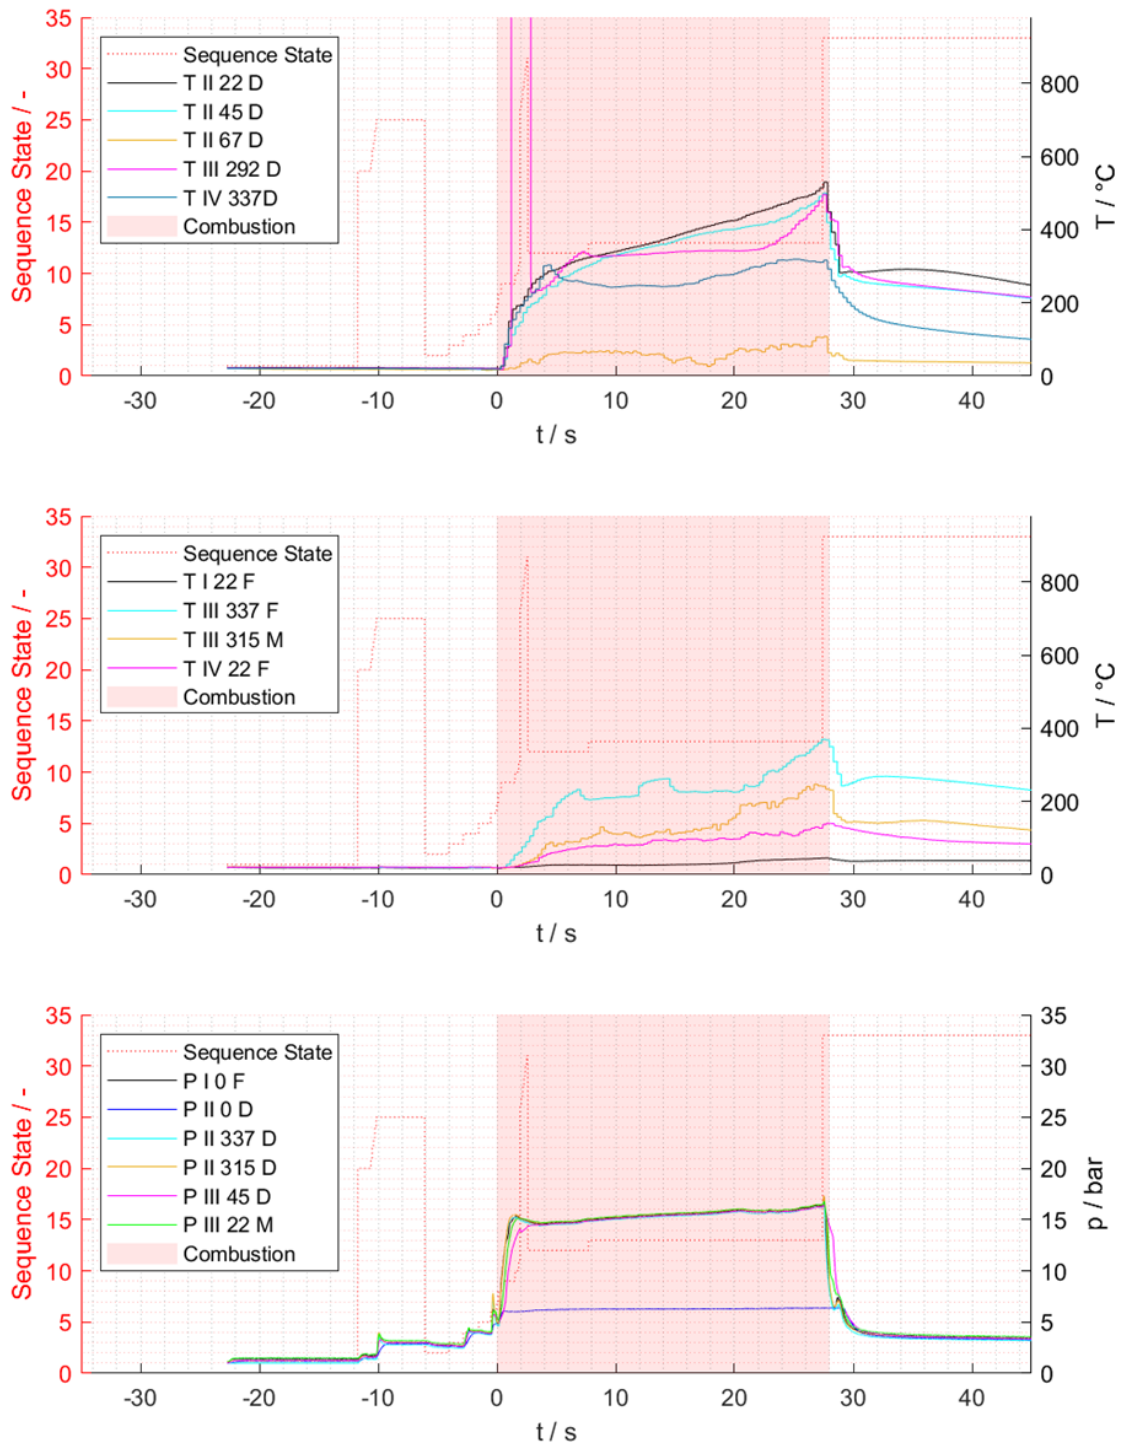 35
30
25
20
15
10
5
0
Sequence State / -
Sequence State
T II 22 D
T II 45 D
T II 67 D
T III 292 D
T IV 337D
Combustion
800
600
400
200
0
T / °C
-30 -20 -10 0 10 20 30 40
t / s
35
30
25
20
15
10
5
0
Sequence State / -
Sequence State
T I 22 F
T III 337 F
T III 315 M
T IV 22 F
Combustion
800
600
400
200
0
T / °C
-30 -20 -10 0 10 20 30 40
t / s
35
30
25
20
15
10
5
0
Sequence State / -
Sequence State
P I 0 F
P II 0 D
P II 337 D
P II 315 D
P III 45 D
P III 22 M
Combustion
35
30
25
20
15
10
5
0
p / bar
-30 -20 -10 0 10 20 30 40
t / s